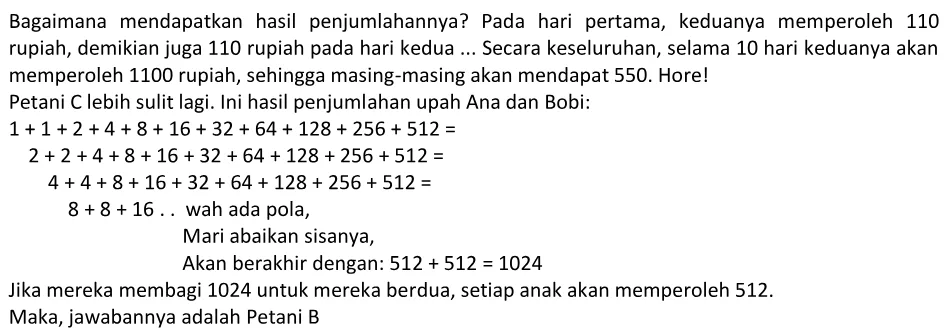 Bagaimana mendapatkan hasil penjumlahannya? Pada hari pertama, keduanya memperoleh 110
rupiah, demikian juga 110 rupiah pada hari kedua ... Secara keseluruhan, selama 10 hari keduanya akan
memperoleh 1100 rupiah, sehingga masing-masing akan mendapat 550. Hore!
Petani C lebih sulit lagi. Ini hasil penjumlahan upah Ana dan Bobi:
1 + 1 + 2 + 4 + 8 + 16 + 32 + 64 + 128 + 256 + 512 =
2 + 2 + 4 + 8 + 16 + 32 + 64 + 128 + 256 + 512 =
4 + 4 + 8 + 16 + 32 + 64 + 128 + 256 + 512 =
8 + 8 + 16 . . wah ada pola,
Mari abaikan sisanya,
Akan berakhir dengan: 512 + 512 = 1024
Jika mereka membagi 1024 untuk mereka berdua, setiap anak akan memperoleh 512.
Maka, jawabannya adalah Petani B